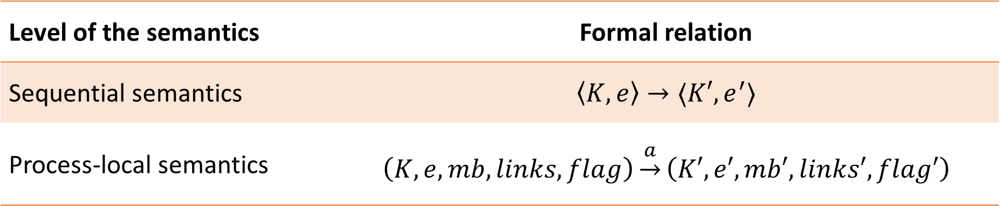 Level of the semantics Formal relation
Sequential semantics ⟨K, e⟩ → ⟨K′, e′⟩
Process-local semantics (K, e, mb, links, flag) →ᵃ (K′, e′, mb′, links′, flag′)